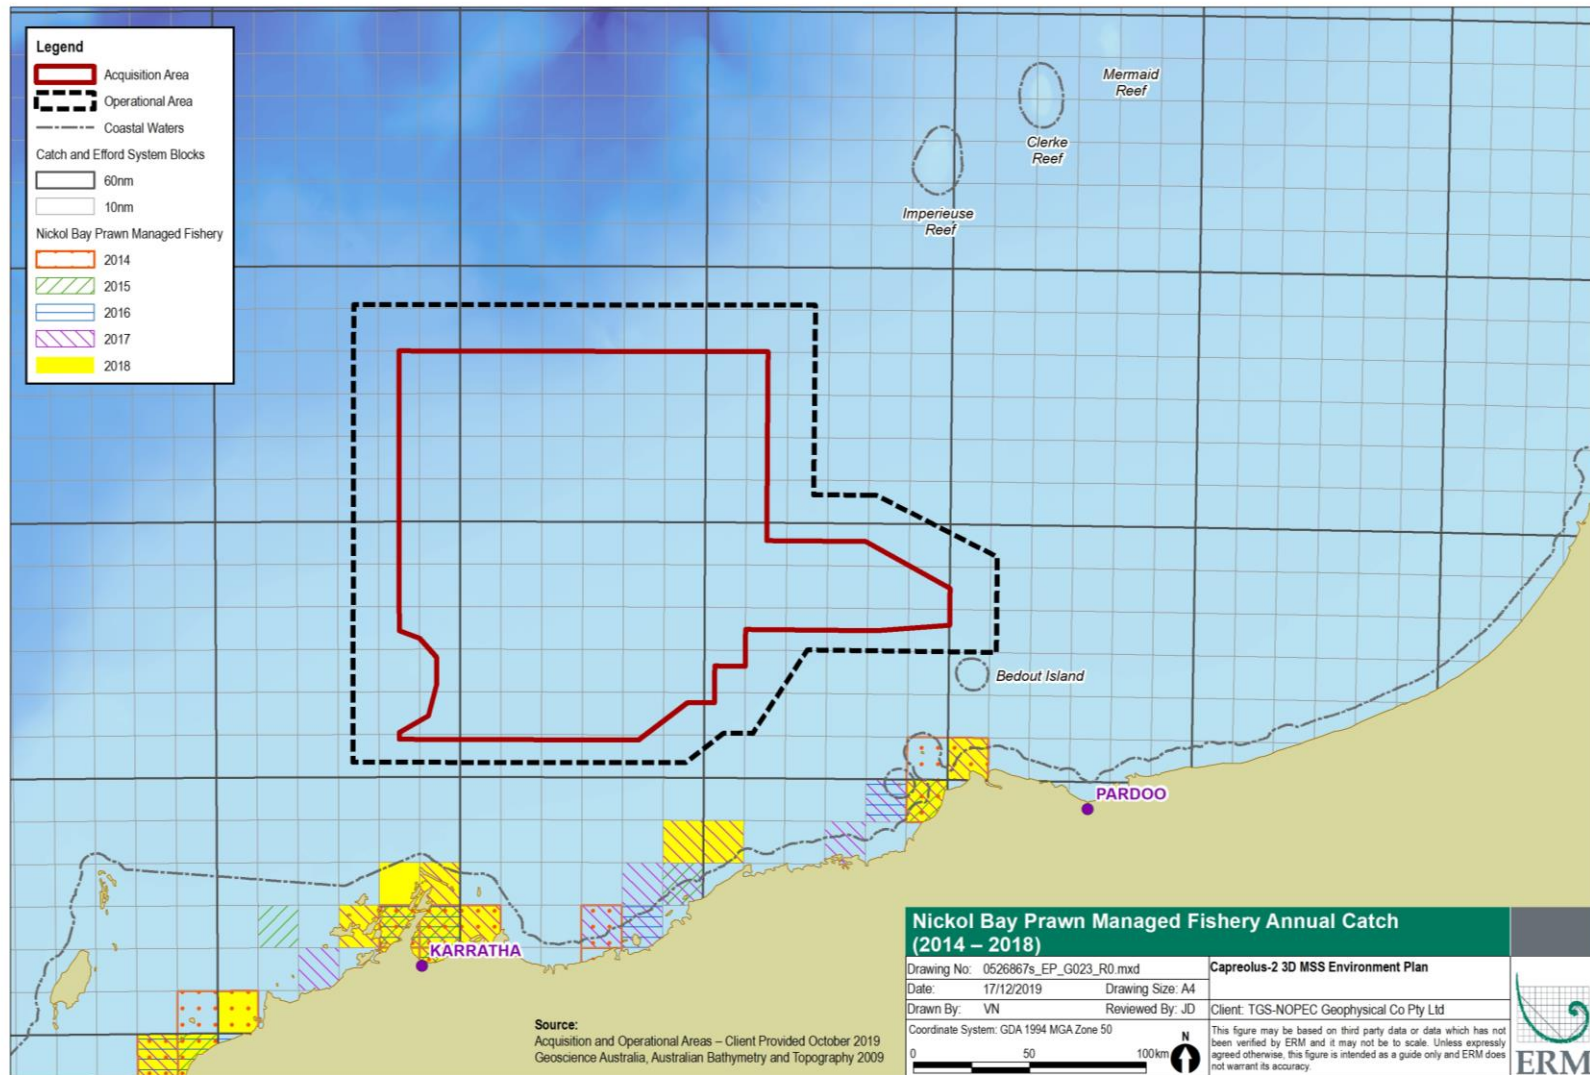 Legend
Acquisition Area
Operational Area
Coastal Waters
Catch and Efford System Blocks
60nm
10nm
Nickol Bay Prawn Managed Fishery
2014
2015
2016
2017
2018
Mermaid
Reef
Clerke
Reef
Imperieuse
Reef
Bedout Island
PARDOO
KARRATHA
Source:
Acquisition and Operational Areas – Client Provided October 2019
Geoscience Australia, Australian Bathymetry and Topography 2009
Nickol Bay Prawn Managed Fishery Annual Catch
(2014 – 2018)
Drawing No: 0526867s_EP_G023_R0.mxd
Capreolus-2 3D MSS Environment Plan
Date: 17/12/2019 Drawing Size: A4
Drawn By: VN Reviewed By: JD
Client: TGS-NOPEC Geophysical Co Pty Ltd
Coordinate System: GDA 1994 MGA Zone 50
N
0 50 100km
This figure may be based on third party data or data which has not
been verified by ERM and it may not be to scale. Unless expressly
agreed otherwise, this figure is intended as a guide only and ERM does
not warrant its accuracy.
ERM